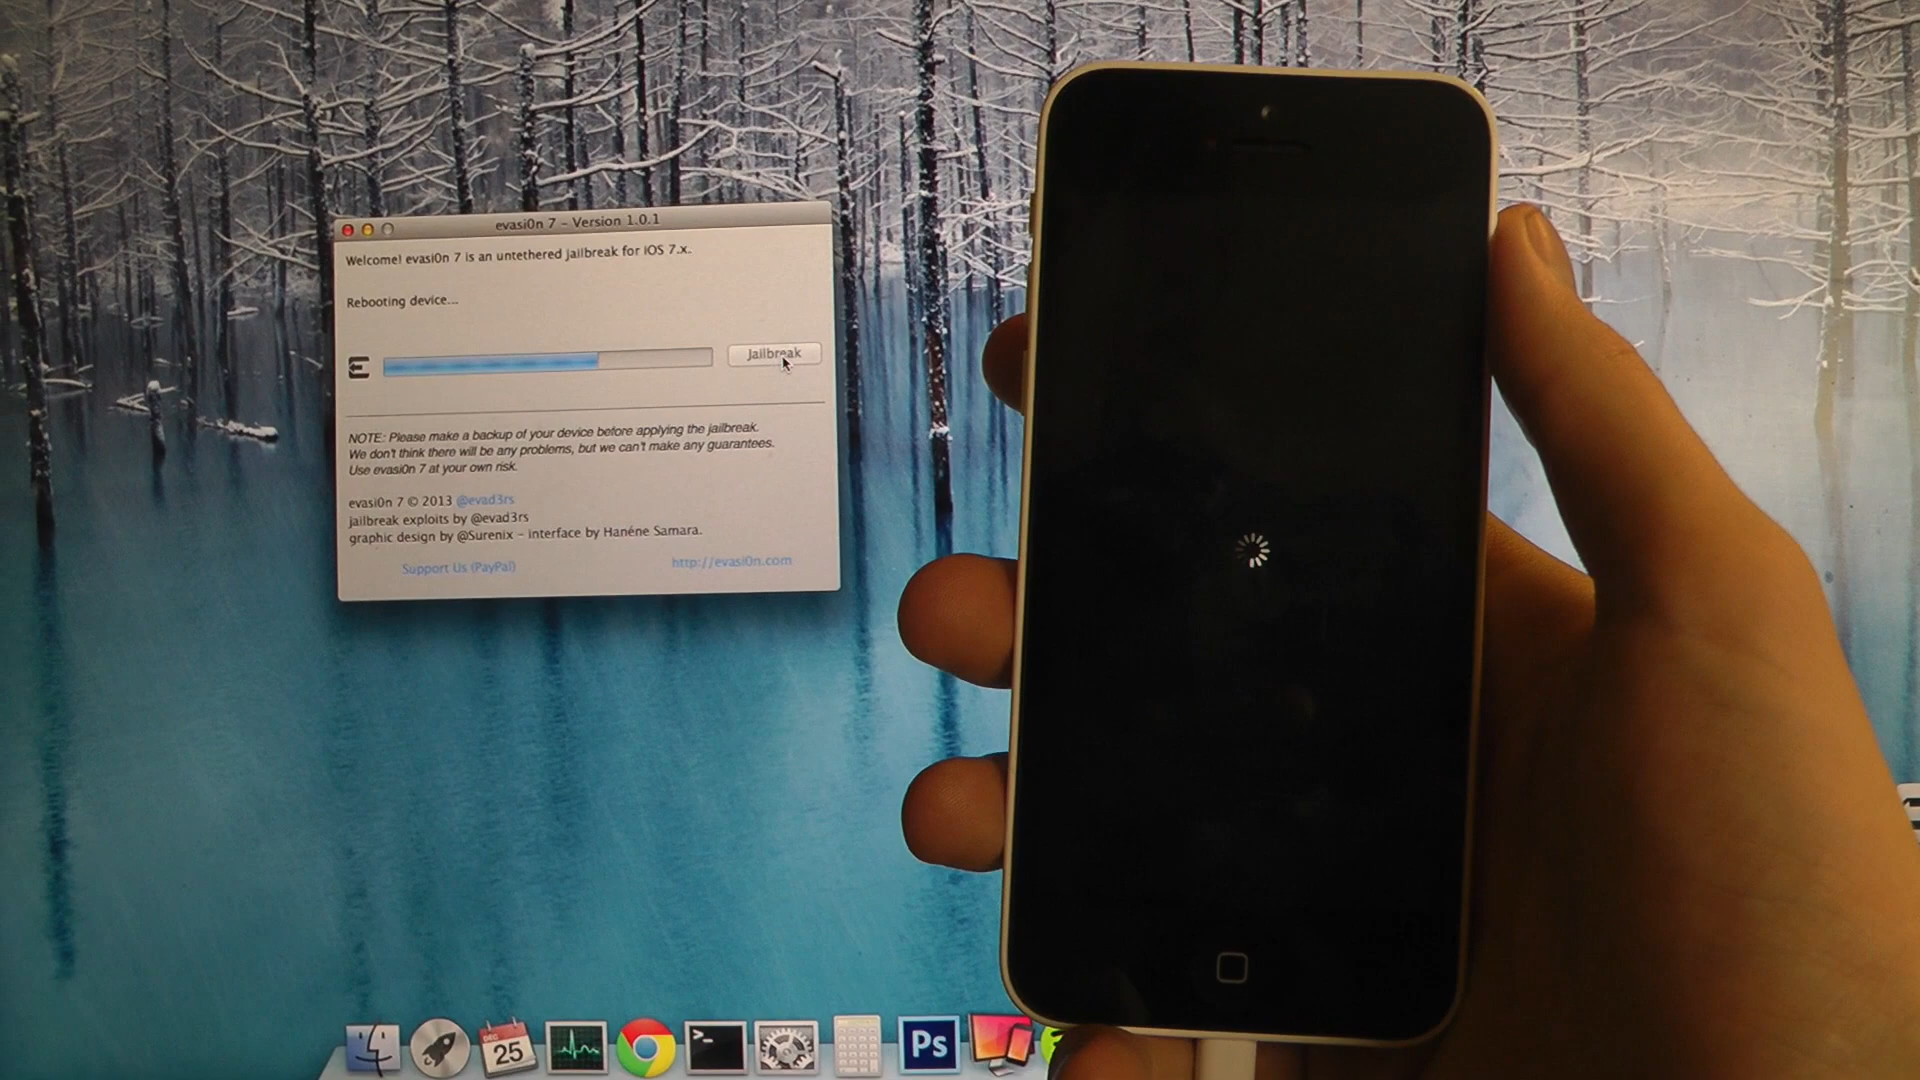 evasi0n 7 – Version 1.0.1
Welcome! evasi0n 7 is an untethered jailbreak for iOS 7.x.
Rebooting device...
Jailbreak
NOTE: Please make a backup of your device before applying the jailbreak.
We don't think there will be any problems, but we can't make any guarantees.
Use evasi0n 7 at your own risk.
evasi0n 7 © 2013 @evad3rs
jailbreak exploits by @evad3rs
graphic design by @Surenix – interface by Hanéne Samara.
Support Us (PayPal)
http://evasi0n.com
DEC
25
>_
Ps